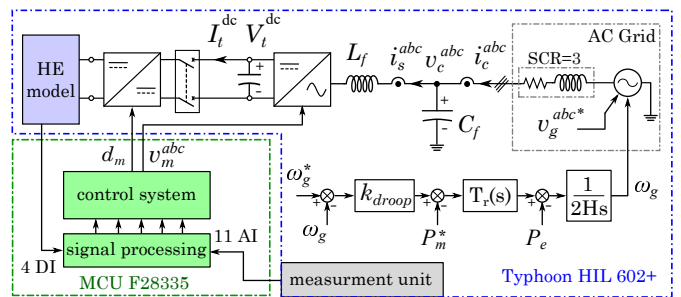 HE
model
I_t^dc V_t^dc
L_f
i_s^abc v_c^abc i_c^abc
AC Grid
SCR=3
v_g^abc*
C_f
+
-
+
-
d_m v_m^abc
control system
signal processing
4 DI
11 AI
MCU F28335
measurment unit
ω_g^*
+ -
ω_g
k_droop
+ -
P_m^*
T_r(s)
+ -
P_e
1
2Hs
ω_g
Typhoon HIL 602+